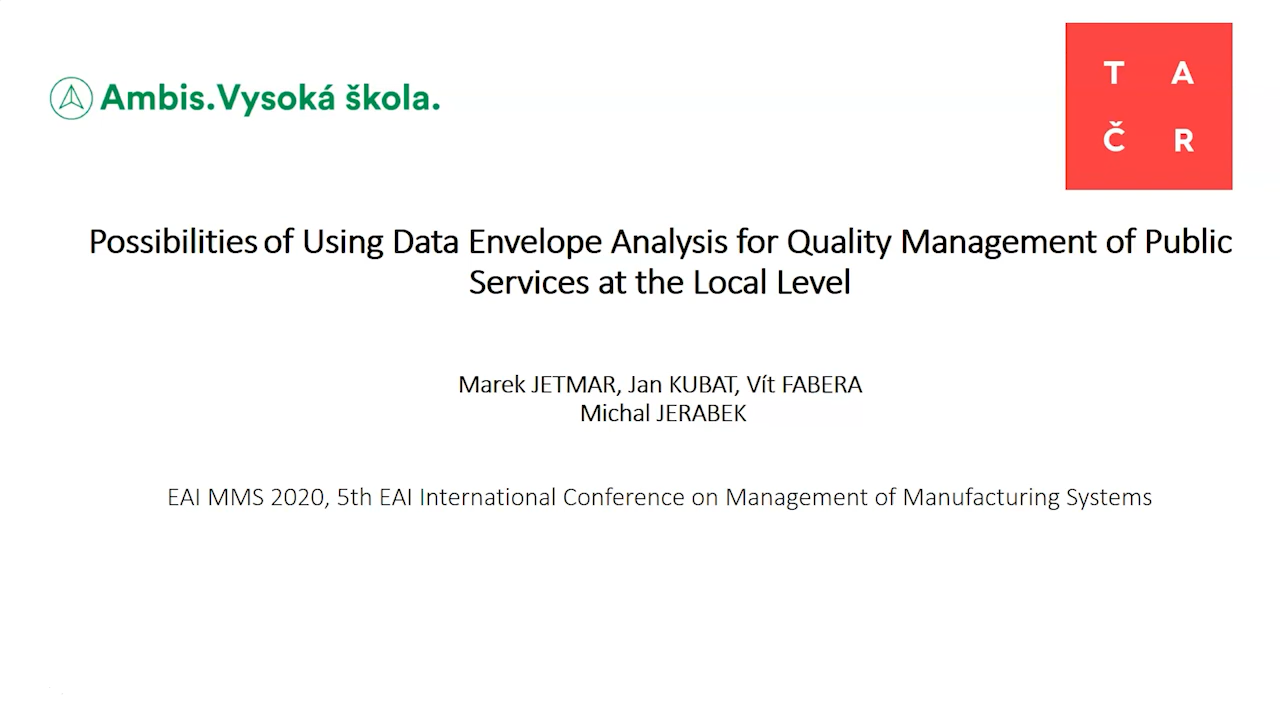 Ambis.Vysoká škola.
T A
Č R
Possibilities of Using Data Envelope Analysis for Quality Management of Public
Services at the Local Level
Marek JETMAR, Jan KUBAT, Vít FABERA
Michal JERABEK
EAI MMS 2020, 5th EAI International Conference on Management of Manufacturing Systems